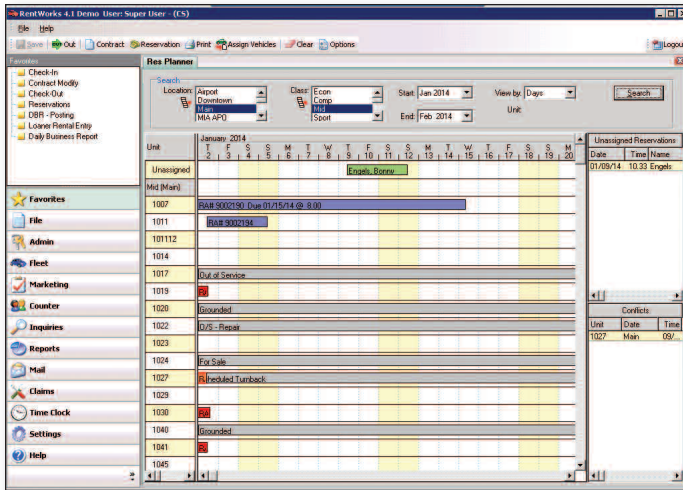 RentWorks 4.1 Demo User: Super User - (CS)
File Help
Save Out Contract Reservation Print Assign Vehicles Clear Options Logou
Favorites
Check-In
Contract Modify
Check-Out
Reservations
DBR - Posting
Loaner Rental Entry
Daily Business Report
Favorites
File
Admin
Fleet
Marketing
Counter
Inquiries
Reports
Mail
Claims
Time Clock
Settings
Help
Res Planner
Search
Location: Airport Downtown Main MIA APO
Class: Econ Comp Mid Sport
Start: Jan 2014 View by: Days Search
End: Feb 2014 Unit:
January 2014
Unit T F S S M T W T F S S M T W T F S S M
2 3 4 5 6 7 8 9 10 11 12 13 14 15 16 17 18 19 20
Unassigned Engels, Bonny
Mid [Main]
1007 RA# 9002190 Due 01/15/14 @ 8:00
1011 RA# 9002194
101112
1014
1017 Out of Service
1019
1020 Grounded
1022 O/S - Repair
1023
1024 For Sale
1027 heduled Turnback
1029
1030 RA
1040 Grounded
1041
1045
Unassigned Reservations
Date Time Name
01/09/14 10.33 Engels
Conflicts
Unit Date Time
1027 Main 09/...